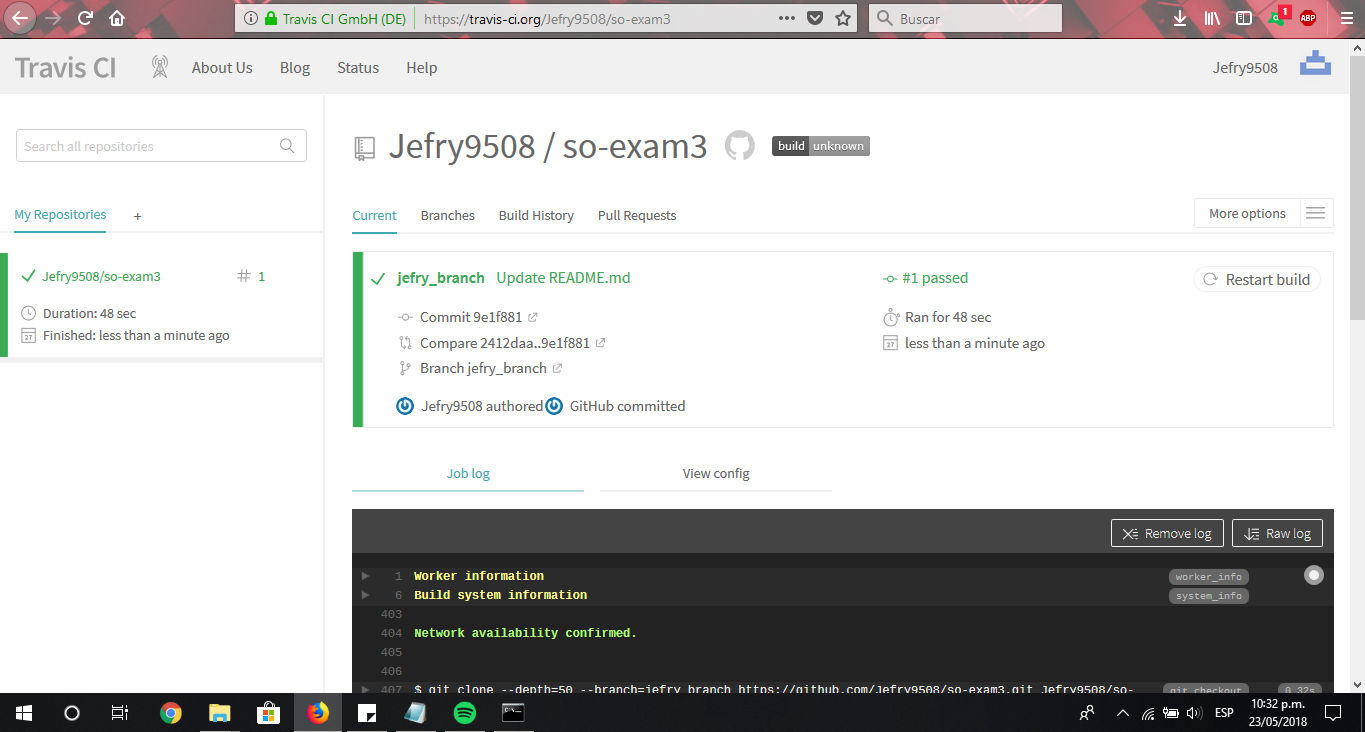 Travis CI GmbH (DE) https://travis-ci.org/Jefry9508/so-exam3 Buscar 1 ABP
Travis CI About Us Blog Status Help Jefry9508
Search all repositories
Jefry9508 / so-exam3 build unknown
My Repositories +
Current Branches Build History Pull Requests More options
Jefry9508/so-exam3 # 1
Duration: 48 sec
Finished: less than a minute ago
jefry_branch Update README.md #1 passed Restart build
Commit 9e1f881 Ran for 48 sec
Compare 2412daa..9e1f881 less than a minute ago
Branch jefry_branch
Jefry9508 authored GitHub committed
Job log View config
Remove log Raw log
1 Worker information worker_info
6 Build system information system_info
403
404 Network availability confirmed.
405
406
407 $ git clone --depth=50 --branch=jefry_branch https://github.com/Jefry9508/so-exam3.git Jefry9508/so- git.checkout 0.32s
ESP 10:32 p.m.
23/05/2018